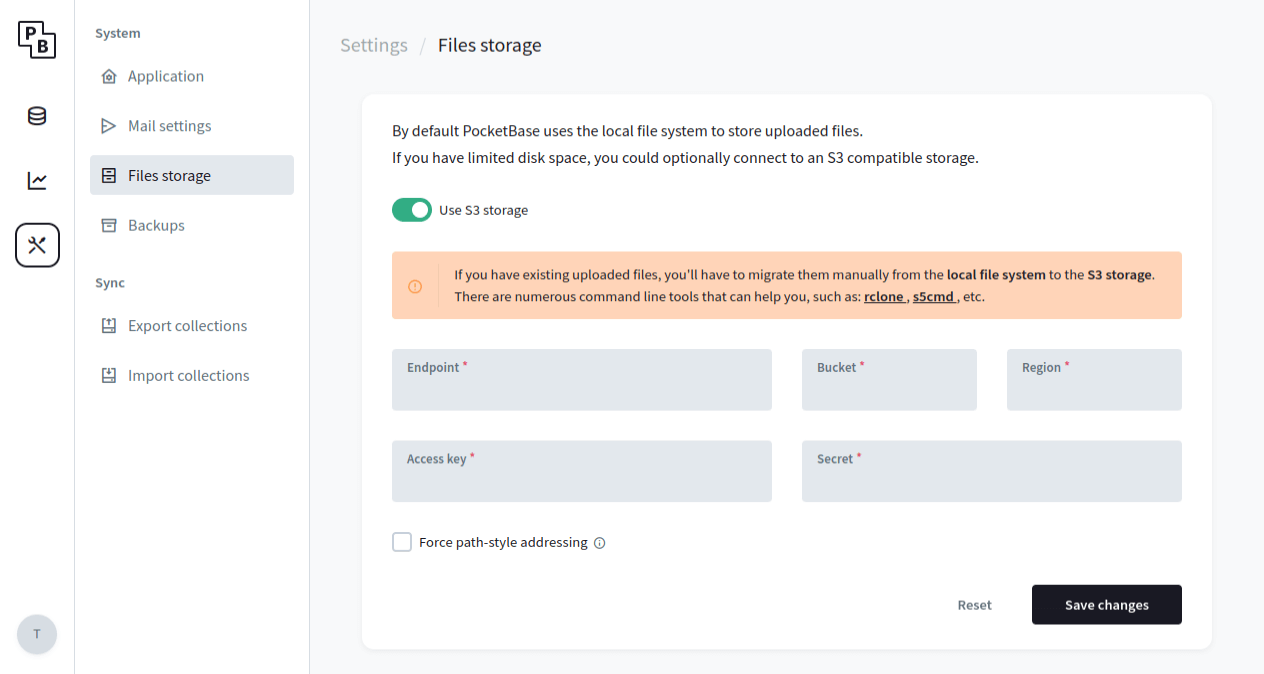 PB
System
Application
Mail settings
Files storage
Backups
Sync
Export collections
Import collections
T
Settings / Files storage
By default PocketBase uses the local file system to store uploaded files.
If you have limited disk space, you could optionally connect to an S3 compatible storage.
Use S3 storage
If you have existing uploaded files, you'll have to migrate them manually from the local file system to the S3 storage.
There are numerous command line tools that can help you, such as: rclone , s5cmd , etc.
Endpoint *
Bucket *
Region *
Access key *
Secret *
Force path-style addressing
Reset
Save changes